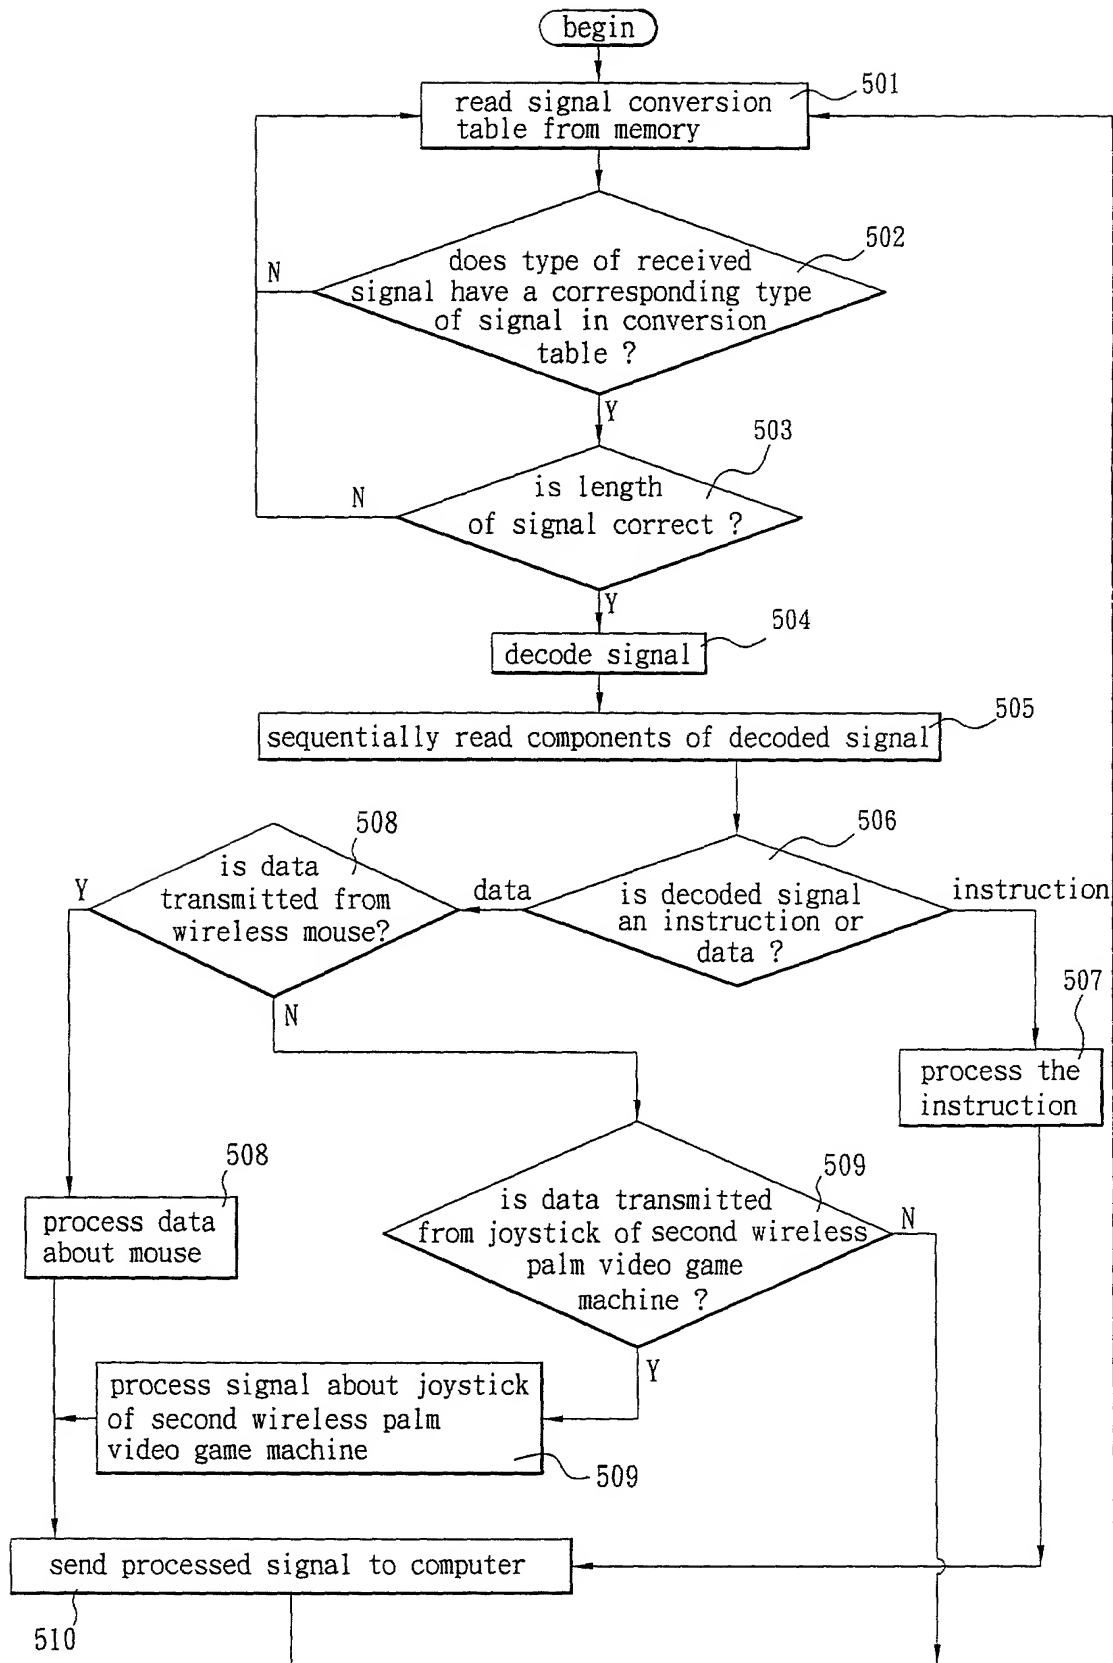 begin
501
read signal conversion
table from memory
502
N
does type of received
signal have a corresponding type
of signal in conversion
table ?
Y
503
N
is length
of signal correct ?
Y
504
decode signal
505
sequentially read components of decoded signal
508
506
Y
is data
transmitted from
wireless mouse?
data
is decoded signal
an instruction or
data ?
instruction
N
507
process the
instruction
508
process data
about mouse
509
is data transmitted
from joystick of second wireless
palm video game
machine ?
N
Y
process signal about joystick
of second wireless palm
video game machine
509
send processed signal to computer
510